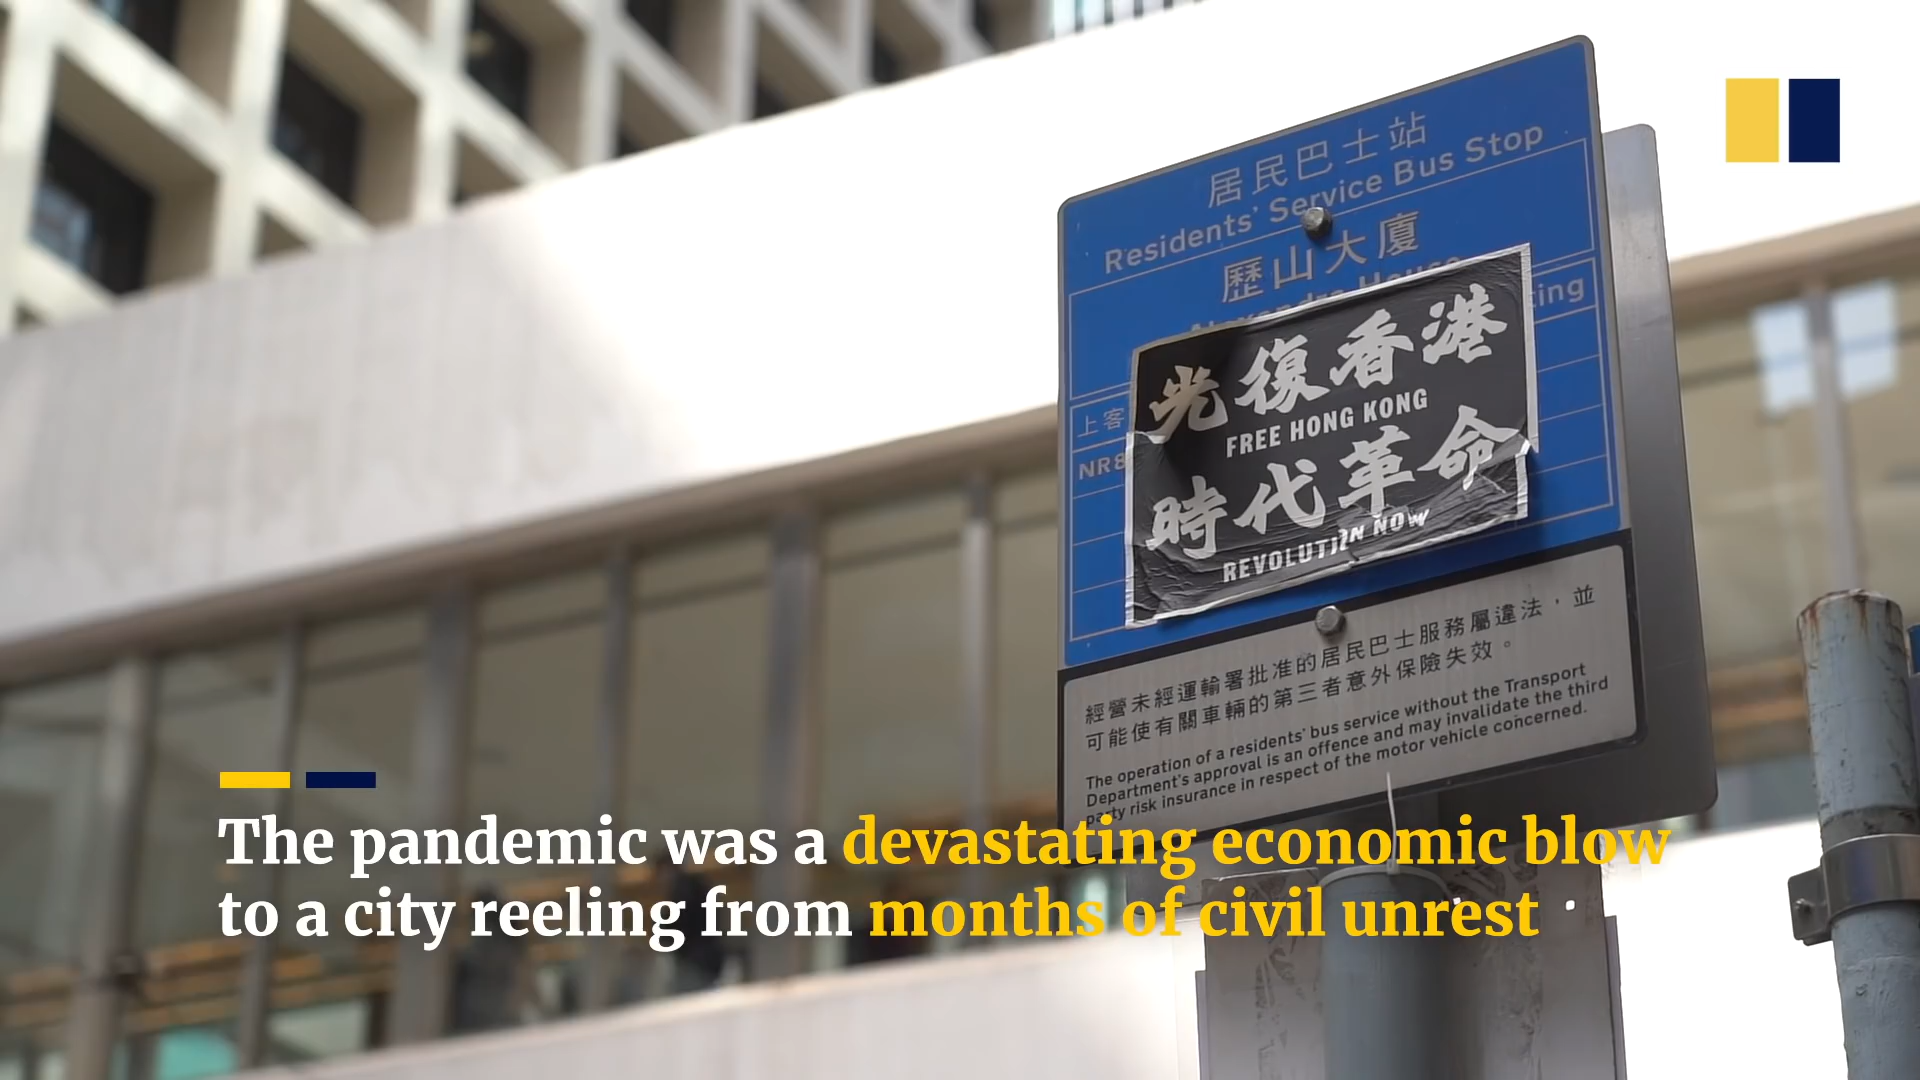 居民巴士站
Residents' Service Bus Stop
歷山大廈
上客
光復香港
FREE HONG KONG
時代革命
REVOLUTION NOW
經營未經運輸署批准的居民巴士服務屬違法，並
可能使有關車輛的第三者意外保險失效。
The operation of a residents' bus service without the Transport
Department's approval is an offence and may invalidate the third
party risk insurance in respect of the motor vehicle concerned.
The pandemic was a devastating economic blow
to a city reeling from months of civil unrest